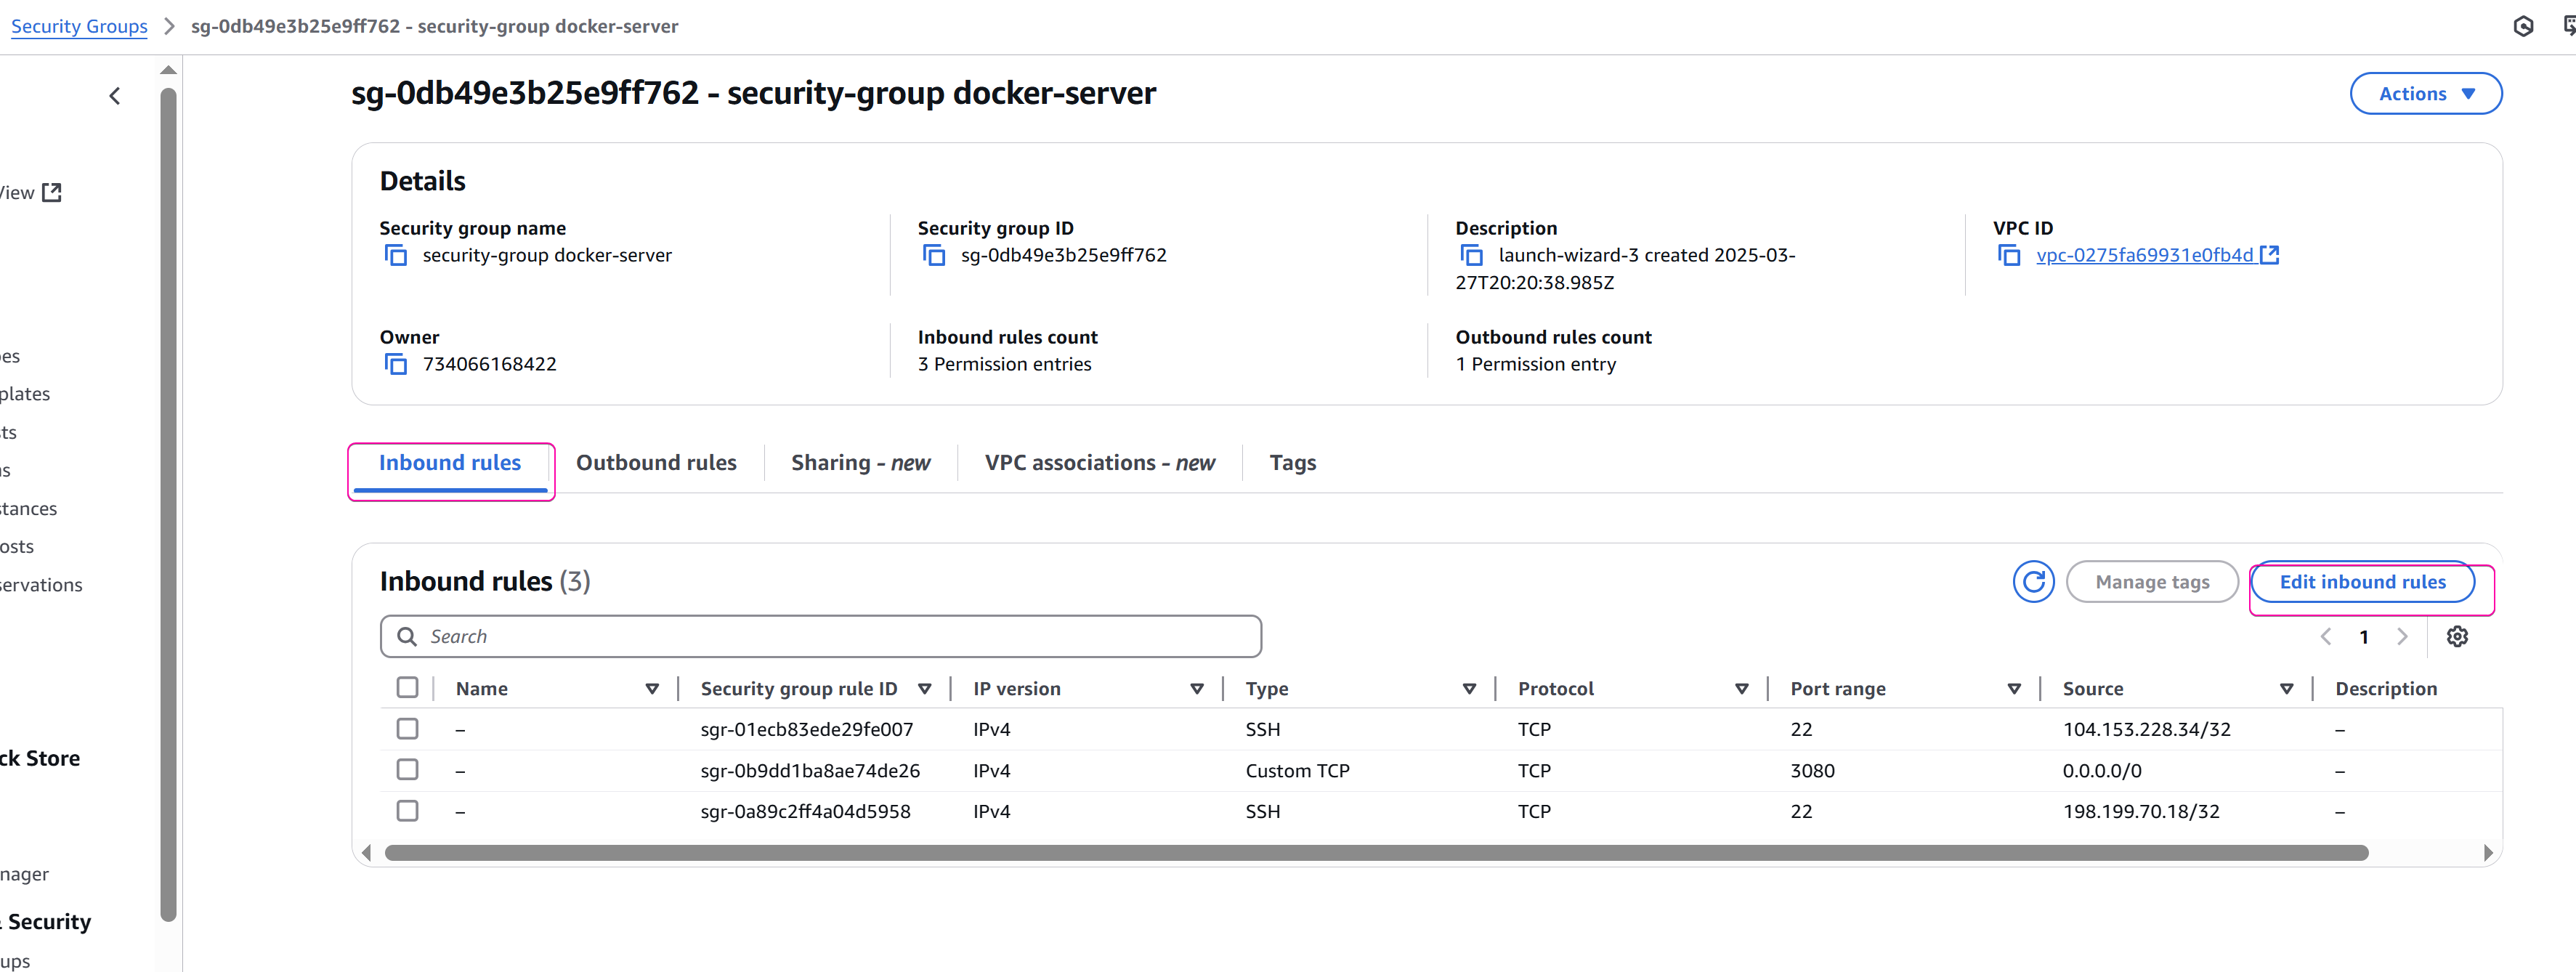 Security Groups > sg-0db49e3b25e9ff762 - security-group docker-server
sg-0db49e3b25e9ff762 - security-group docker-server
Actions
View
Details
Security group name
security-group docker-server
Security group ID
sg-0db49e3b25e9ff762
Description
launch-wizard-3 created 2025-03-
27T20:20:38.985Z
VPC ID
vpc-0275fa69931e0fb4d
Owner
734066168422
Inbound rules count
3 Permission entries
Outbound rules count
1 Permission entry
es
plates
ts
s
stances
osts
servations
ck Store
nager
Security
ups
Inbound rules
Outbound rules
Sharing - new
VPC associations - new
Tags
Inbound rules (3)
Manage tags
Edit inbound rules
Search
1
Name Security group rule ID IP version Type Protocol Port range Source Description
– sgr-01ecb83ede29fe007 IPv4 SSH TCP 22 104.153.228.34/32 –
– sgr-0b9dd1ba8ae74de26 IPv4 Custom TCP TCP 3080 0.0.0.0/0 –
– sgr-0a89c2ff4a04d5958 IPv4 SSH TCP 22 198.199.70.18/32 –